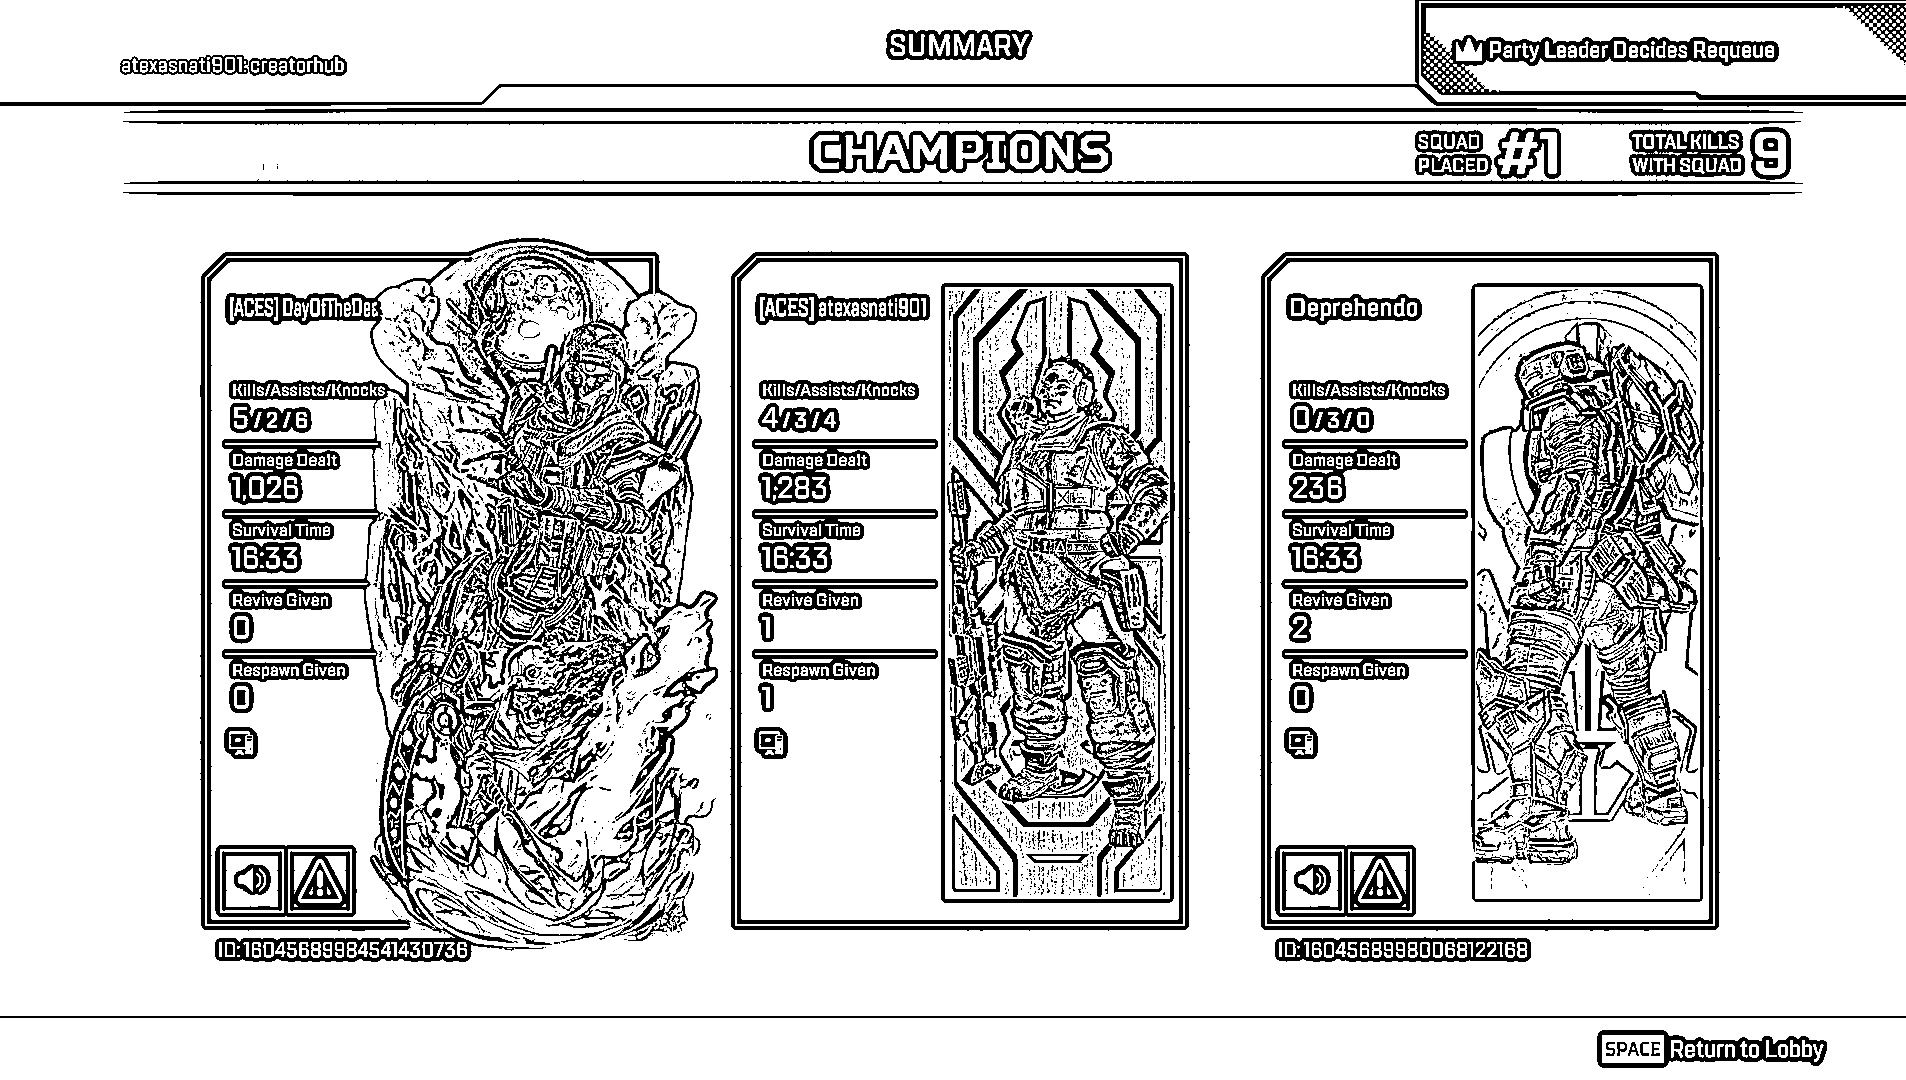 atexasnati901:creatorhub
SUMMARY
Party Leader Decides Requeue
CHAMPIONS
SQUAD
PLACED
#1
TOTAL KILLS
WITH SQUAD
9
[ACES] DayOfTheDea
Kills/Assists/Knocks
5/2/6
Damage Dealt
1,026
Survival Time
16:33
Revive Given
0
Respawn Given
0
ID: 16045689984541430736
[ACES] atexasnati901
Kills/Assists/Knocks
4/3/4
Damage Dealt
1,283
Survival Time
16:33
Revive Given
1
Respawn Given
1
Deprehendo
Kills/Assists/Knocks
0/3/0
Damage Dealt
236
Survival Time
16:33
Revive Given
2
Respawn Given
0
ID: 16045689980068122168
SPACE Return to Lobby